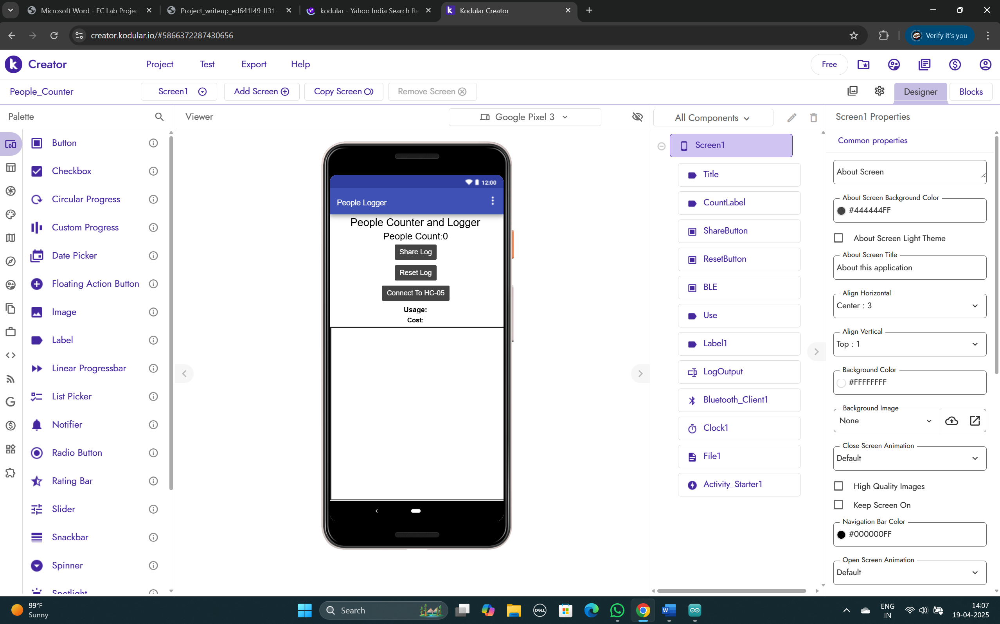 Microsoft Word - EC Lab Projec
Project_writeup_ed641f49-ff31-
kodular - Yahoo India Search Re
Kodular Creator
creator.kodular.io/#5866372287430656
Verify it's you
Creator
Project
Test
Export
Help
Free
People_Counter
Screen1
Add Screen
Copy Screen
Remove Screen
Designer
Blocks
Palette
Viewer
Google Pixel 3
All Components
Screen1 Properties
Button
Checkbox
Circular Progress
Custom Progress
Date Picker
Floating Action Button
Image
Label
Linear Progressbar
List Picker
Notifier
Radio Button
Rating Bar
Slider
Snackbar
Spinner
Spotlight
12:00
People Logger
People Counter and Logger
People Count:0
Share Log
Reset Log
Connect To HC-05
Usage:
Cost:
Screen1
Title
CountLabel
ShareButton
ResetButton
BLE
Use
Label1
LogOutput
Bluetooth_Client1
Clock1
File1
Activity_Starter1
Common properties
About Screen
About Screen Background Color
#444444FF
About Screen Light Theme
About Screen Title
About this application
Align Horizontal
Center : 3
Align Vertical
Top : 1
Background Color
#FFFFFFFF
Background Image
None
Close Screen Animation
Default
High Quality Images
Keep Screen On
Navigation Bar Color
#000000FF
Open Screen Animation
Default
99°F
Sunny
Search
DELL
ENG
IN
14:07
19-04-2025